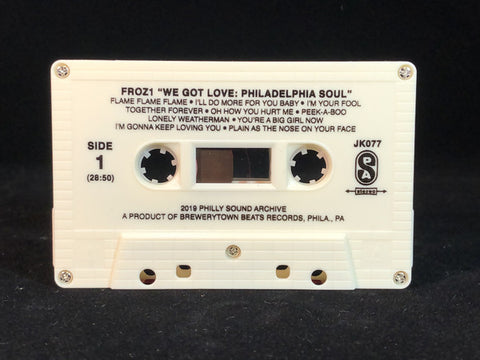 FROZ1 "WE GOT LOVE: PHILADELPHIA SOUL"
FLAME FLAME FLAME • I'LL DO MORE FOR YOU BABY • I'M YOUR FOOL
TOGETHER FOREVER • OH HOW YOU HURT ME • PEEK-A-BOO
LONELY WEATHERMAN • YOU'RE A BIG GIRL NOW
I'M GONNA KEEP LOVING YOU • PLAIN AS THE NOSE ON YOUR FACE
SIDE
1
(28:50)
JK077
PSA
stereo
2019 PHILLY SOUND ARCHIVE
A PRODUCT OF BREWERYTOWN BEATS RECORDS, PHILA., PA